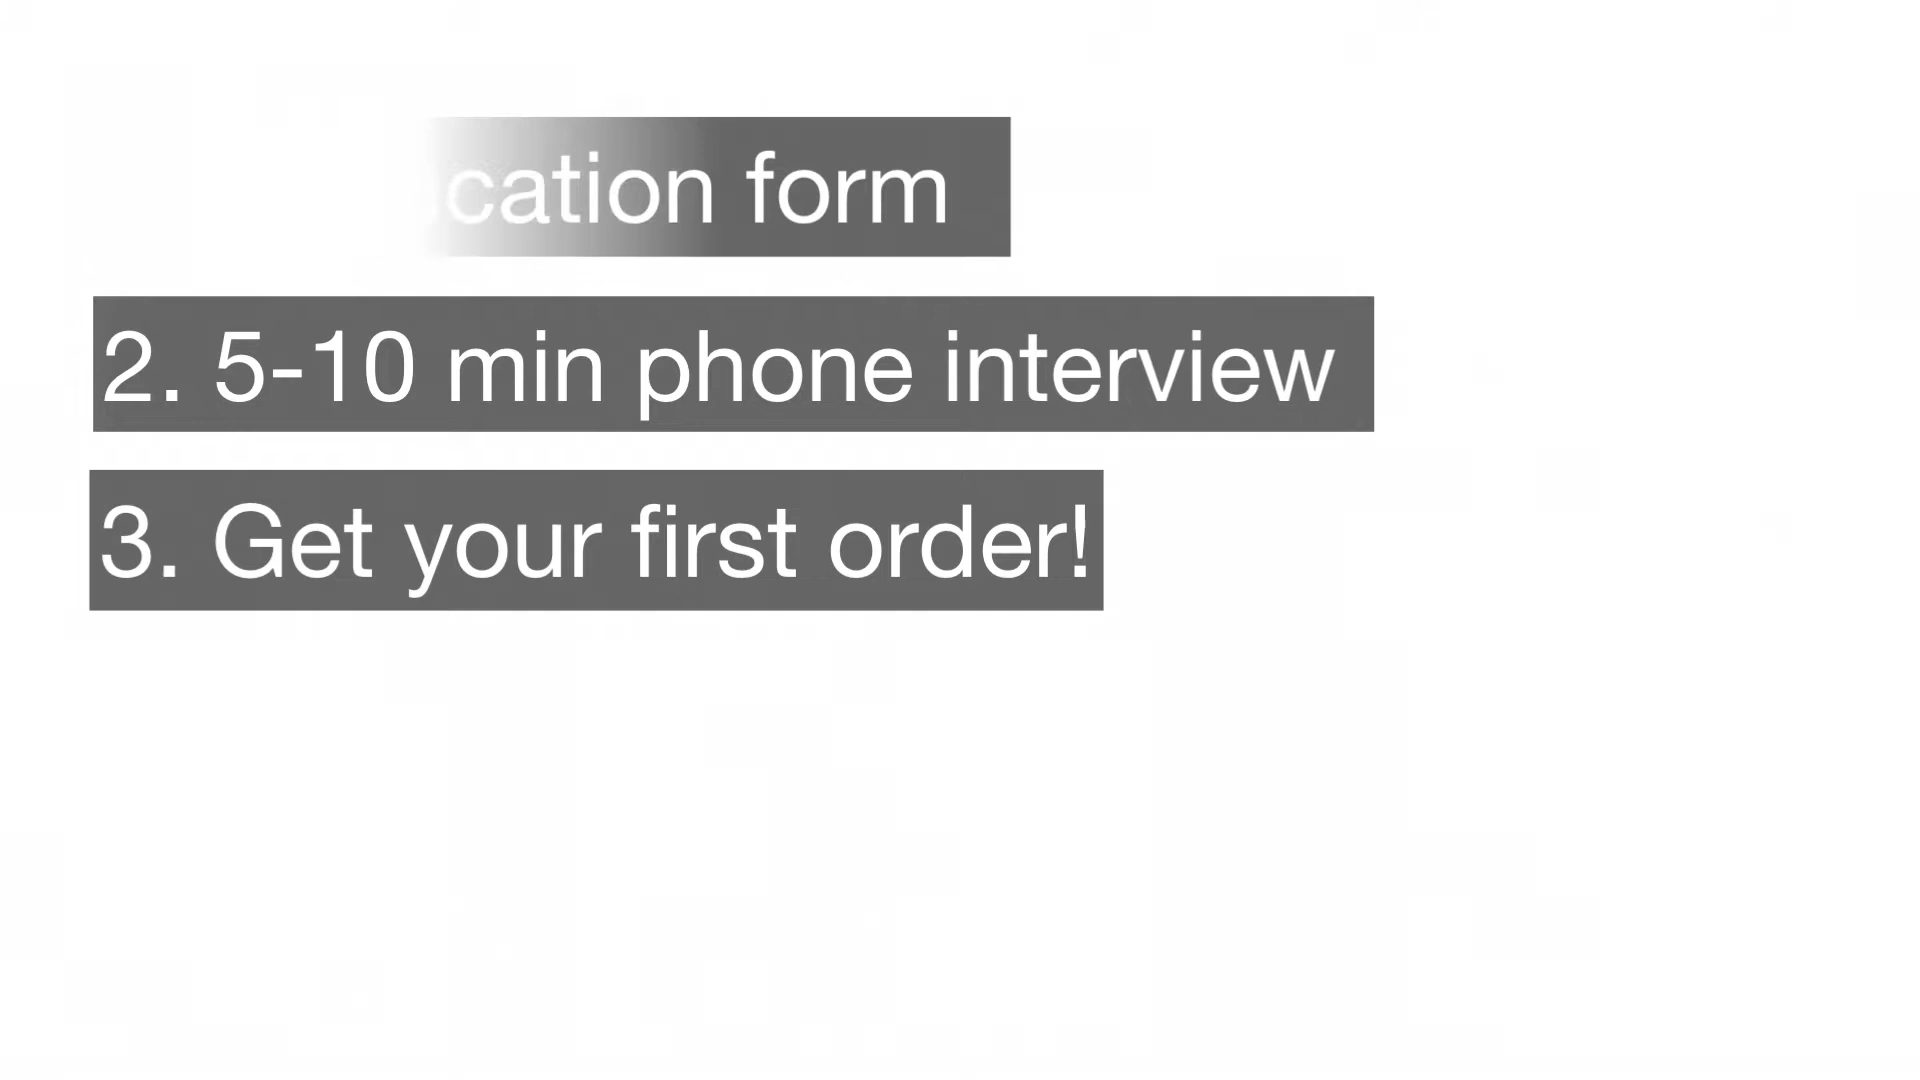 cation form
2. 5-10 min phone interview
3. Get your first order!